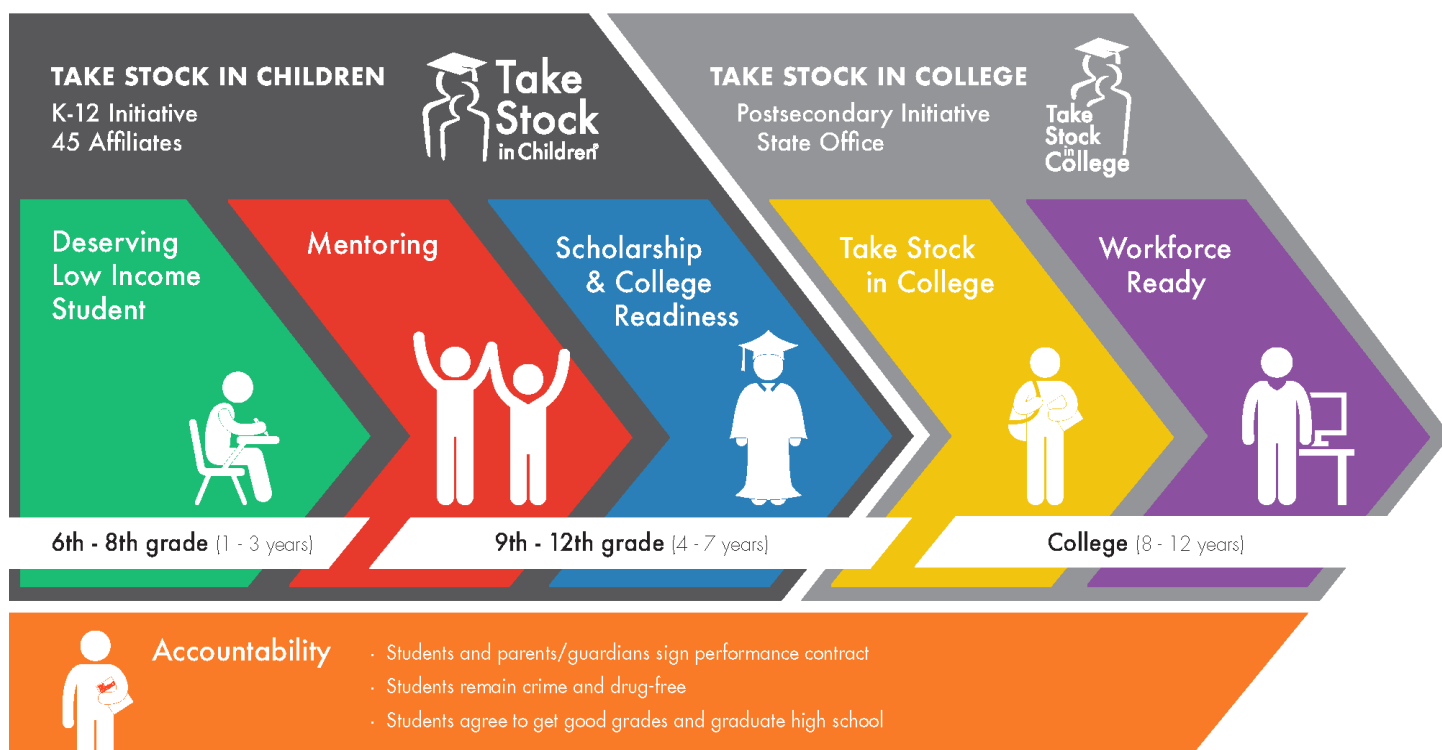 TAKE STOCK IN CHILDREN
K-12 Initiative
45 Affiliates
Take
Stock
in Children®
TAKE STOCK IN COLLEGE
Postsecondary Initiative
State Office
Take
Stock
in
College
Deserving
Low Income
Student
Mentoring
Scholarship
& College
Readiness
Take Stock
in College
Workforce
Ready
6th - 8th grade (1 - 3 years)
9th - 12th grade (4 - 7 years)
College (8 - 12 years)
Accountability
· Students and parents/guardians sign performance contract
· Students remain crime and drug-free
· Students agree to get good grades and graduate high school